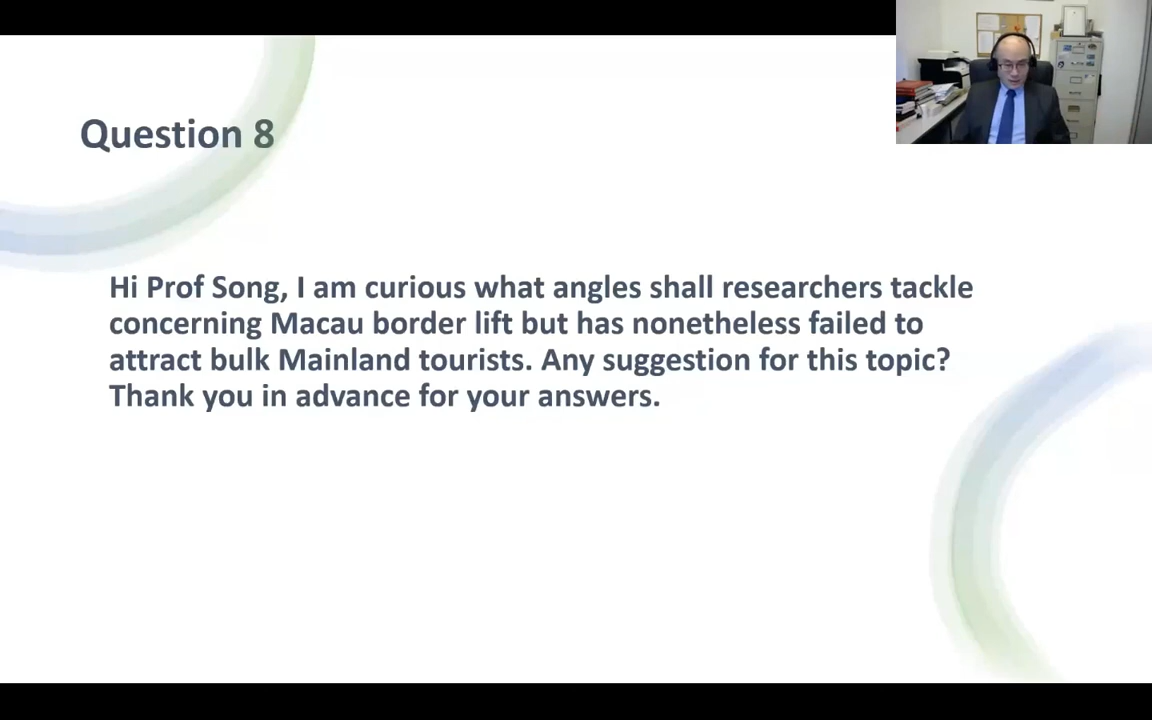 Question 8
Hi Prof Song, I am curious what angles shall researchers tackle
concerning Macau border lift but has nonetheless failed to
attract bulk Mainland tourists. Any suggestion for this topic?
Thank you in advance for your answers.